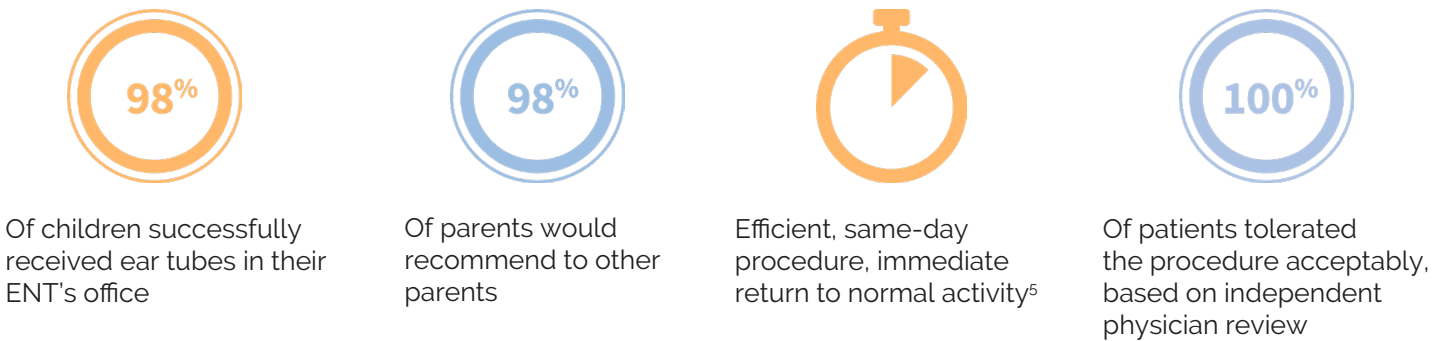 98%
Of children successfully
received ear tubes in their
ENT's office
98%
Of parents would
recommend to other
parents
Efficient, same-day
procedure, immediate
return to normal activity⁵
100%
Of patients tolerated
the procedure acceptably,
based on independent
physician review